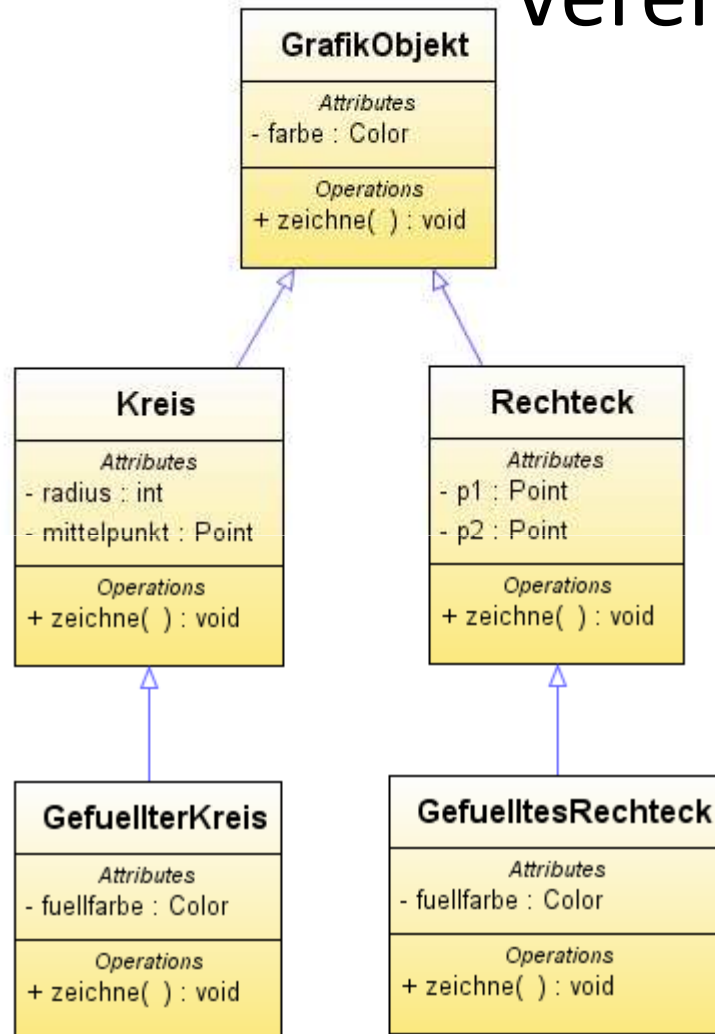 GrafikObjekt
Attributes
- farbe : Color
Operations
+ zeichne( ) : void
Kreis
Attributes
- radius : int
- mittelpunkt : Point
Operations
+ zeichne( ) : void
Rechteck
Attributes
- p1 : Point
- p2 : Point
Operations
+ zeichne( ) : void
GefuellterKreis
Attributes
- fuellfarbe : Color
Operations
+ zeichne( ) : void
GefuelltesRechteck
Attributes
- fuellfarbe : Color
Operations
+ zeichne( ) : void